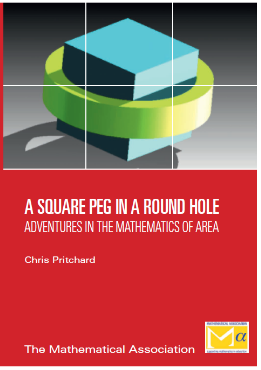 A SQUARE PEG IN A ROUND HOLE
ADVENTURES IN THE MATHEMATICS OF AREA
Chris Pritchard
The Mathematical Association
M α